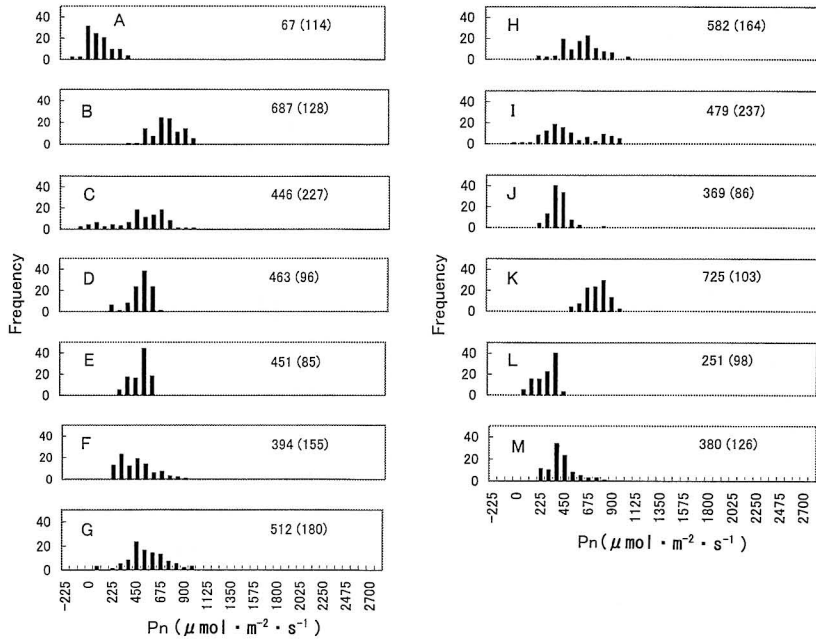 A 67 (114)
40
20
0
B 687 (128)
40
20
0
C 446 (227)
40
20
0
D 463 (96)
40
20
0
E 451 (85)
40
20
0
F 394 (155)
40
20
0
G 512 (180)
40
20
0
Frequency
-225 0 225 450 675 900 1125 1350 1575 1800 2025 2250 2475 2700
Pn (μmol・m-2・s-1)
H 582 (164)
40
20
0
I 479 (237)
40
20
0
J 369 (86)
40
20
0
K 725 (103)
40
20
0
L 251 (98)
40
20
0
M 380 (126)
40
20
0
Frequency
-225 0 225 450 675 900 1125 1350 1575 1800 2025 2250 2475 2700
Pn (μmol・m-2・s-1)